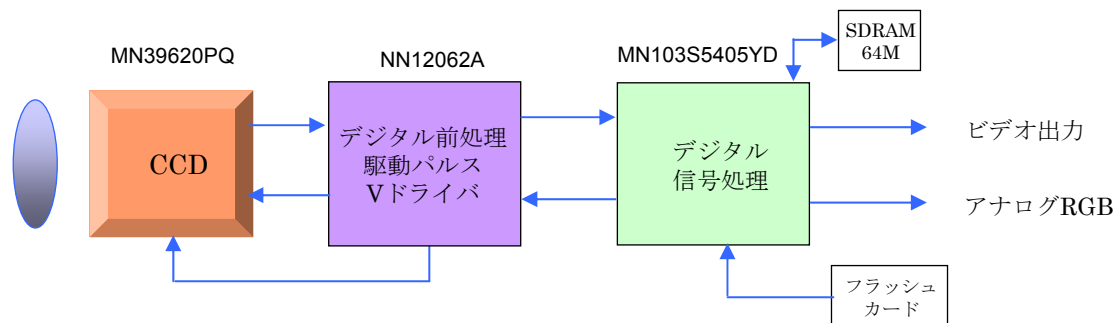 MN39620PQ
NN12062A
MN103S5405YD
SDRAM
64M
CCD
デジタル前処理
駆動パルス
Vドライバ
デジタル
信号処理
ビデオ出力
アナログRGB
フラッシュ
カード